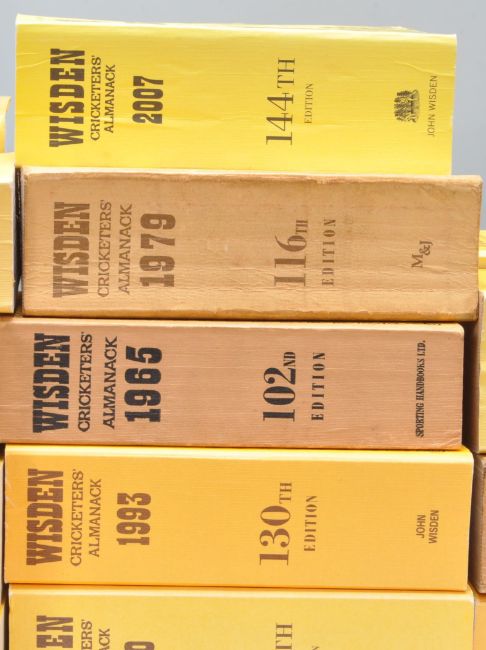 WISDEN
CRICKETERS'
ALMANACK
2007
144TH
EDITION
JOHN WISDEN
WISDEN
CRICKETERS'
ALMANACK
1979
116TH
EDITION
M&J
WISDEN
CRICKETERS'
ALMANACK
1965
102ND
EDITION
SPORTING HANDBOOKS LTD.
WISDEN
CRICKETERS'
ALMANACK
1993
130TH
EDITION
JOHN
WISDEN